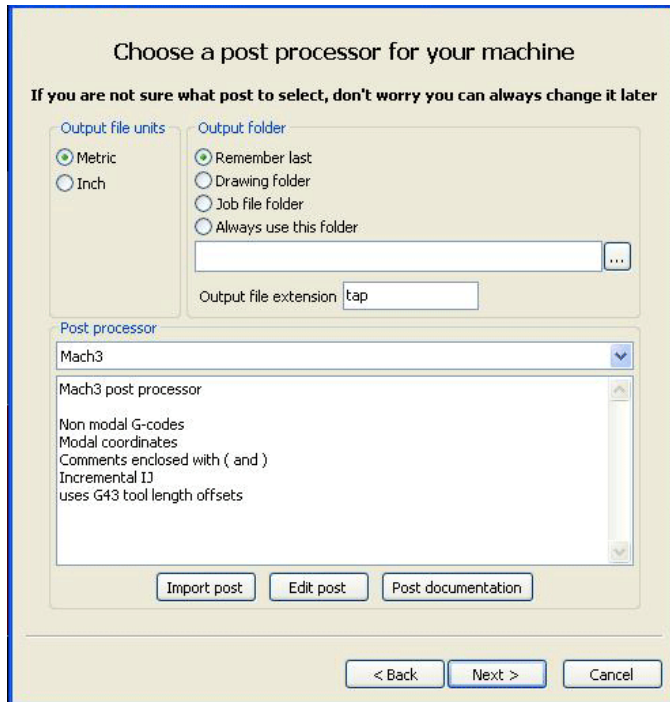 Choose a post processor for your machine
If you are not sure what post to select, don't worry you can always change it later
Output file units
Metric
Inch
Output folder
Remember last
Drawing folder
Job file folder
Always use this folder
...
Output file extension tap
Post processor
Mach3
Mach3 post processor
Non modal G-codes
Modal coordinates
Comments enclosed with ( and )
Incremental IJ
uses G43 tool length offsets
Import post Edit post Post documentation
< Back Next > Cancel